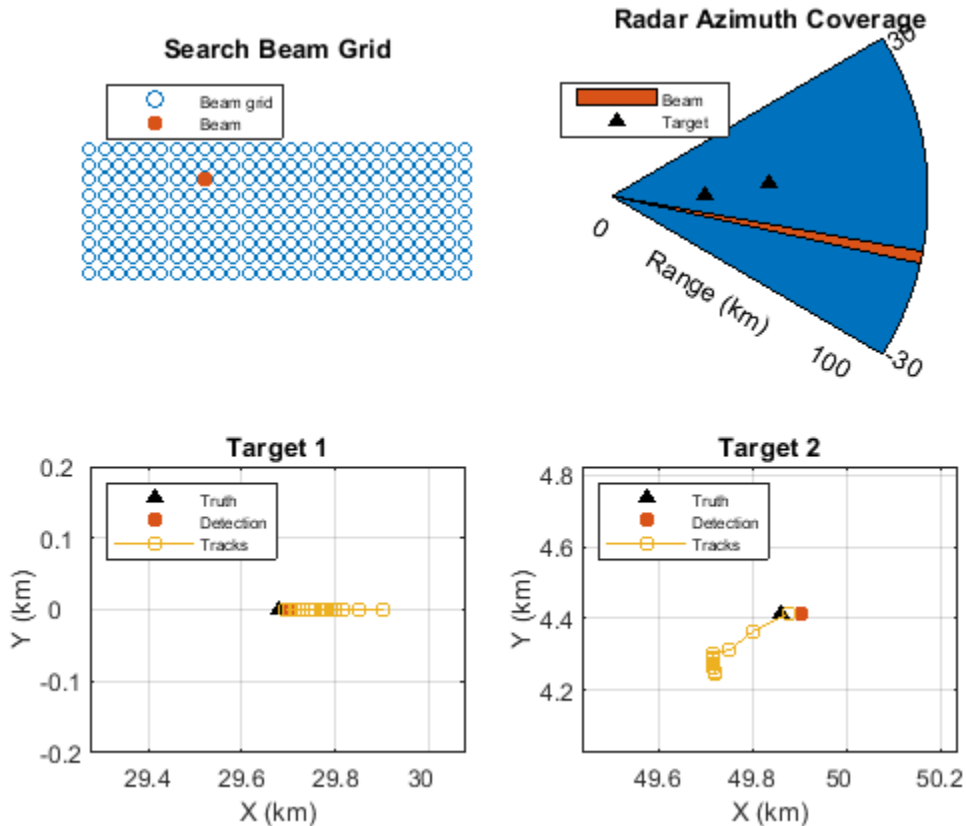 Search Beam Grid
Beam grid
Beam
Radar Azimuth Coverage
30
Beam
Target
0
Range (km)
100
-30
Target 1
0.2
0.1
0
-0.1
-0.2
Y (km)
Truth
Detection
Tracks
29.4
29.6
29.8
30
X (km)
Target 2
4.8
4.6
4.4
4.2
Y (km)
Truth
Detection
Tracks
49.6
49.8
50
50.2
X (km)